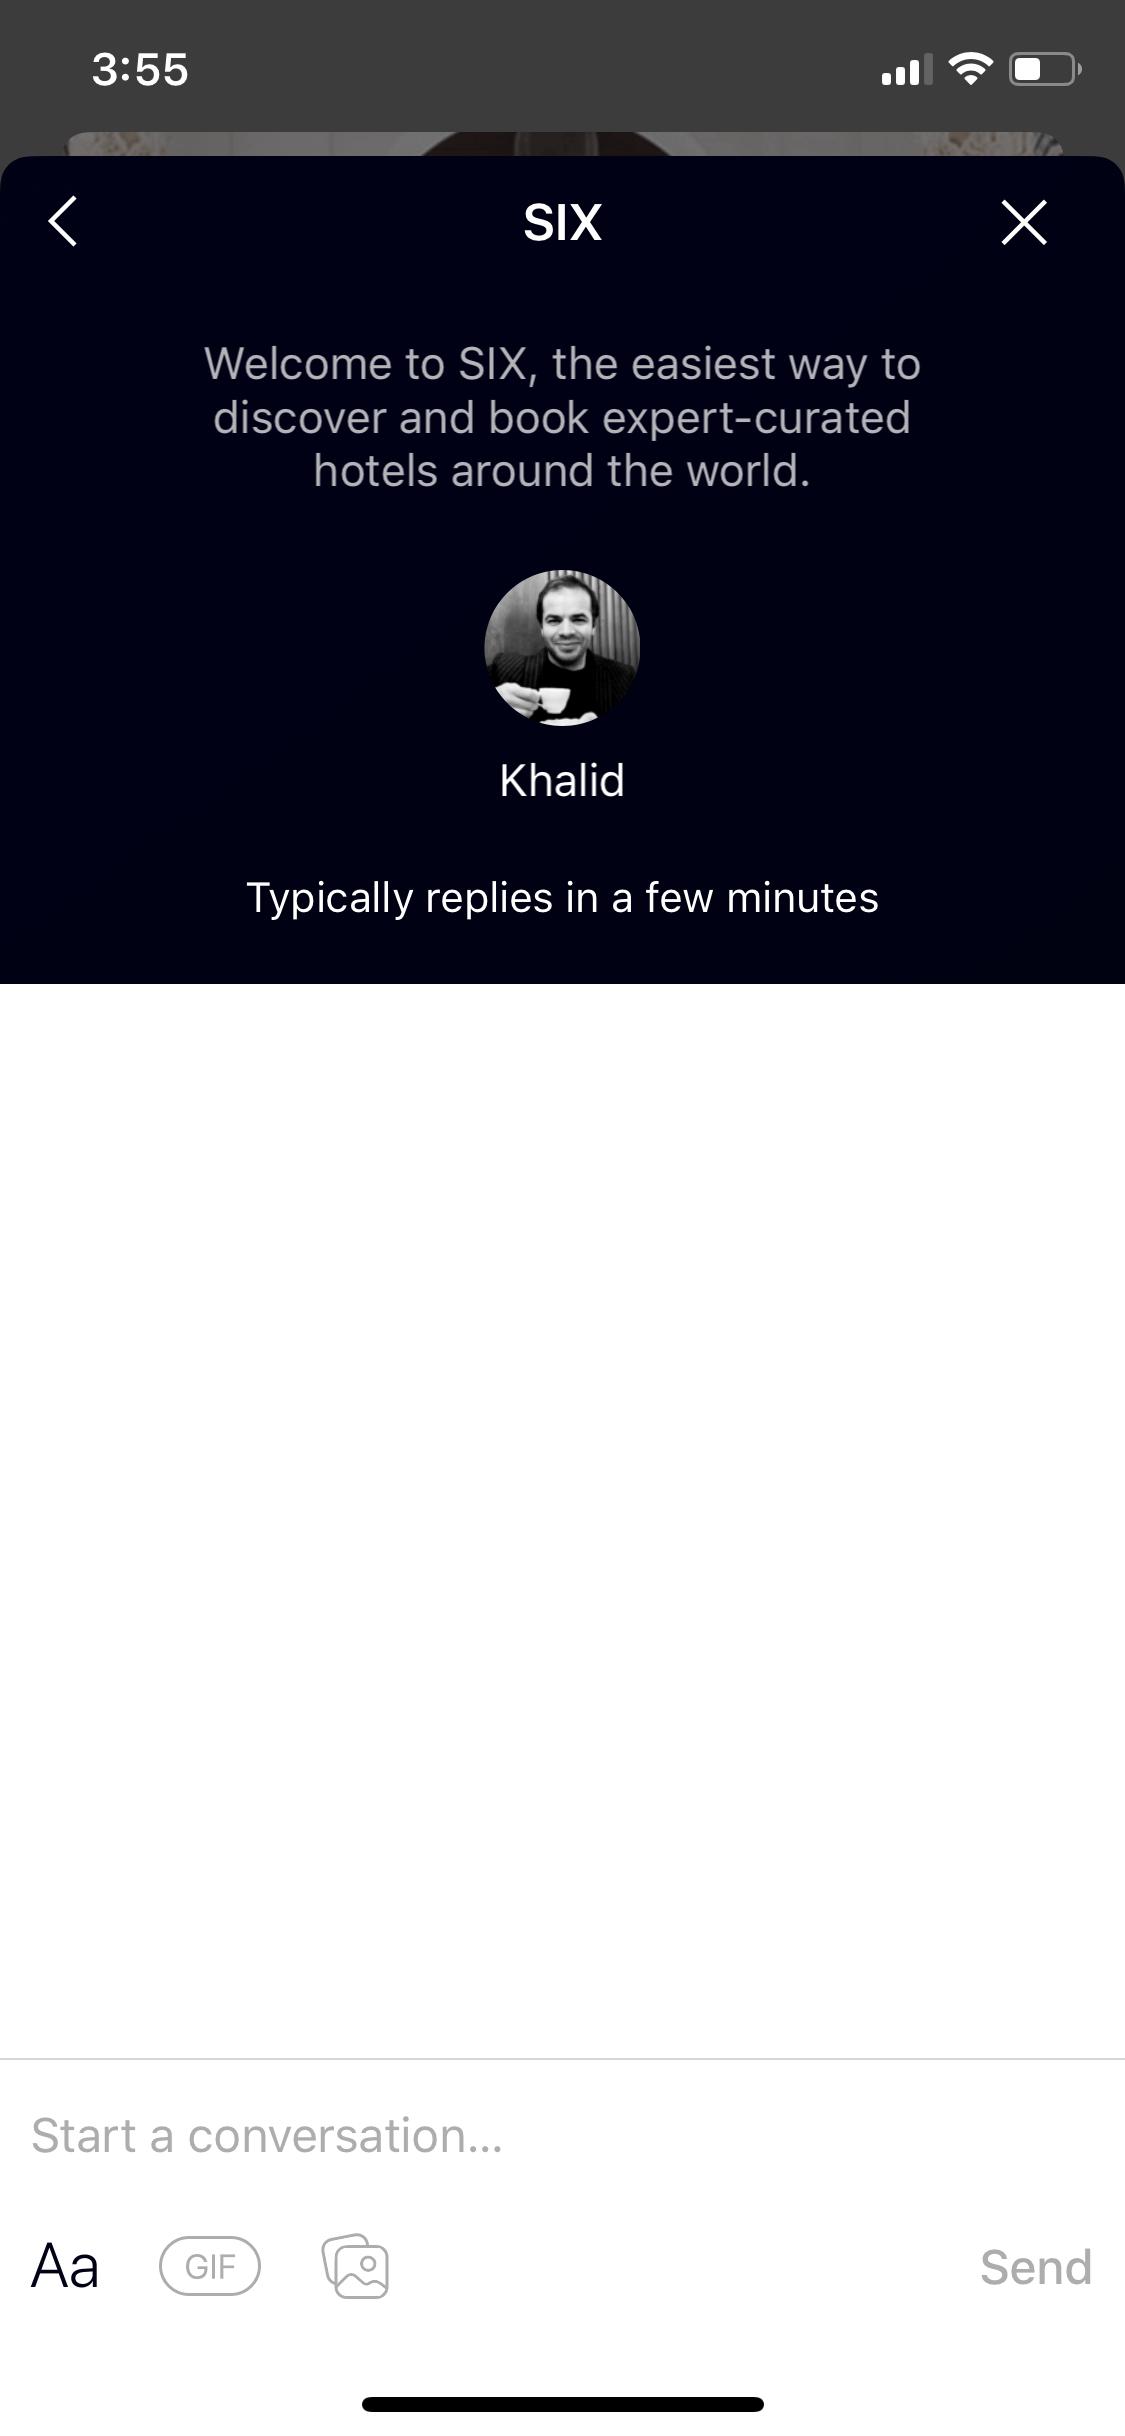 3:55
SIX
Welcome to SIX, the easiest way to
discover and book expert-curated
hotels around the world.
Khalid
Typically replies in a few minutes
Start a conversation...
Aa GIF Send